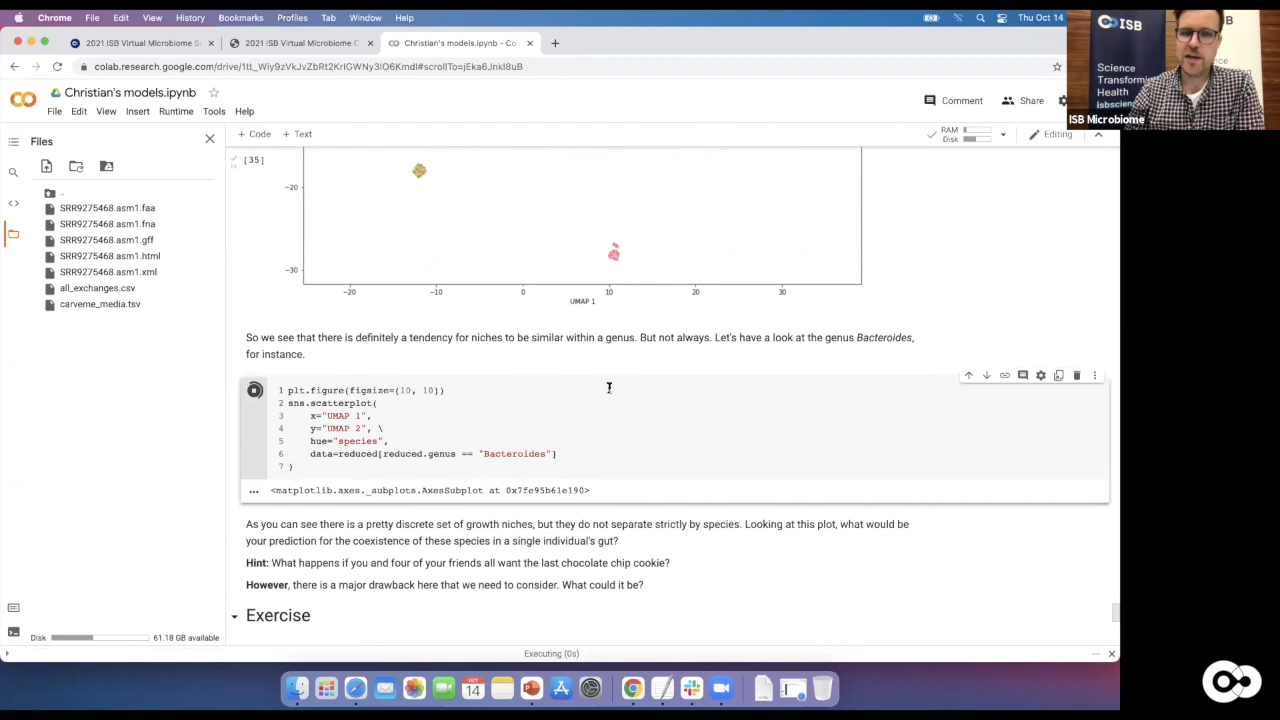 Chrome File Edit View History Bookmarks Profiles Tab Window Help Thu Oct 14
2021 ISB Virtual Microbiome S
2021 ISB Virtual Microbiome C
Christian's models.ipynb - Col
colab.research.google.com/drive/1tt_Wiy9zVkJvZbRt2KrIGWNy3IO6KmdI#scrollTo=jEka6JnkI8uB
Christian's models.ipynb
File Edit View Insert Runtime Tools Help
Comment Share
+ Code + Text
RAM
Disk
Editing
Files
..
SRR9275468.asm1.faa
SRR9275468.asm1.fna
SRR9275468.asm1.gff
SRR9275468.asm1.html
SRR9275468.asm1.xml
all_exchanges.csv
carveme_media.tsv
Disk 61.18 GB available
[35]
−20
−30
−20 −10 0 10 20 30
UMAP 1
So we see that there is definitely a tendency for niches to be similar within a genus. But not always. Let's have a look at the genus Bacteroides,
for instance.
1 plt.figure(figsize=(10, 10))
2 sns.scatterplot(
3 x="UMAP 1",
4 y="UMAP 2", \
5 hue="species",
6 data=reduced[reduced.genus == "Bacteroides"]
7 )
<matplotlib.axes._subplots.AxesSubplot at 0x7fe95b61e190>
As you can see there is a pretty discrete set of growth niches, but they do not separate strictly by species. Looking at this plot, what would be
your prediction for the coexistence of these species in a single individual's gut?
Hint: What happens if you and four of your friends all want the last chocolate chip cookie?
However, there is a major drawback here that we need to consider. What could it be?
Exercise
Executing (0s)
OCT
14
ISB
Science
Transforming
Health
isbscience
ISB Microbiome